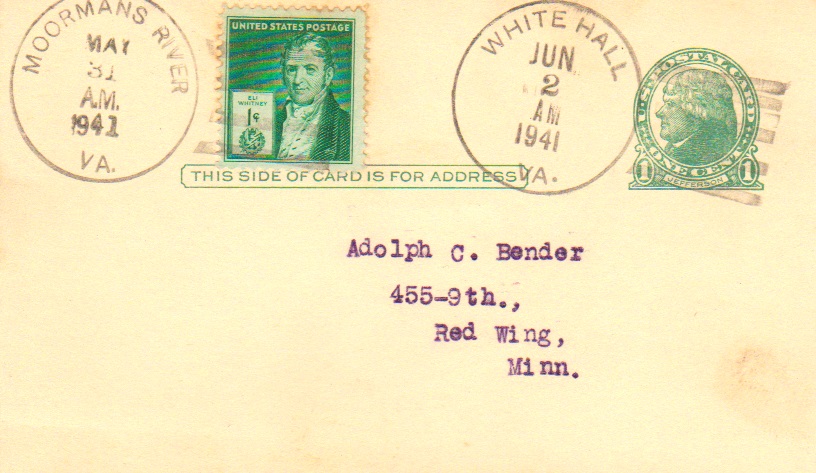 MOORMANS RIVER
MAY
31
A.M.
1941
VA.
UNITED STATES POSTAGE
ELI
WHITNEY
1¢
WHITE HALL
JUN
2
AM
1941
VA.
U.S. POSTAL CARD
ONE CENT
1 JEFFERSON 1
THIS SIDE OF CARD IS FOR ADDRESS
Adolph C. Bender
455-9th.,
Red Wing,
Minn.